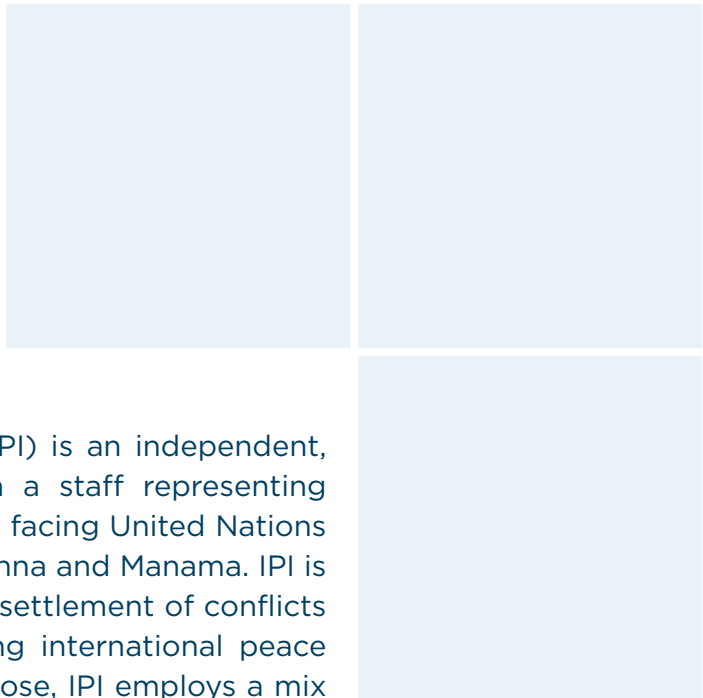 PI) is an independent,
a staff representing
facing United Nations
nna and Manama. IPI is
settlement of conflicts
ng international peace
ose, IPI employs a mix